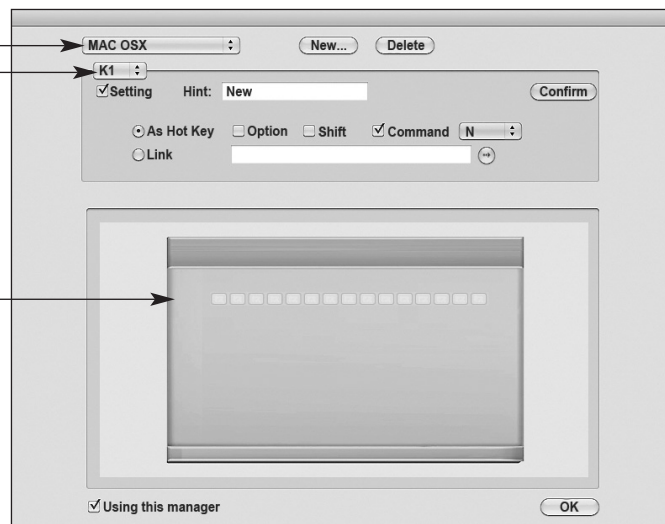 MAC OSX New... Delete
K1
Setting Hint: New Confirm
As Hot Key Option Shift Command N
Link
Using this manager OK